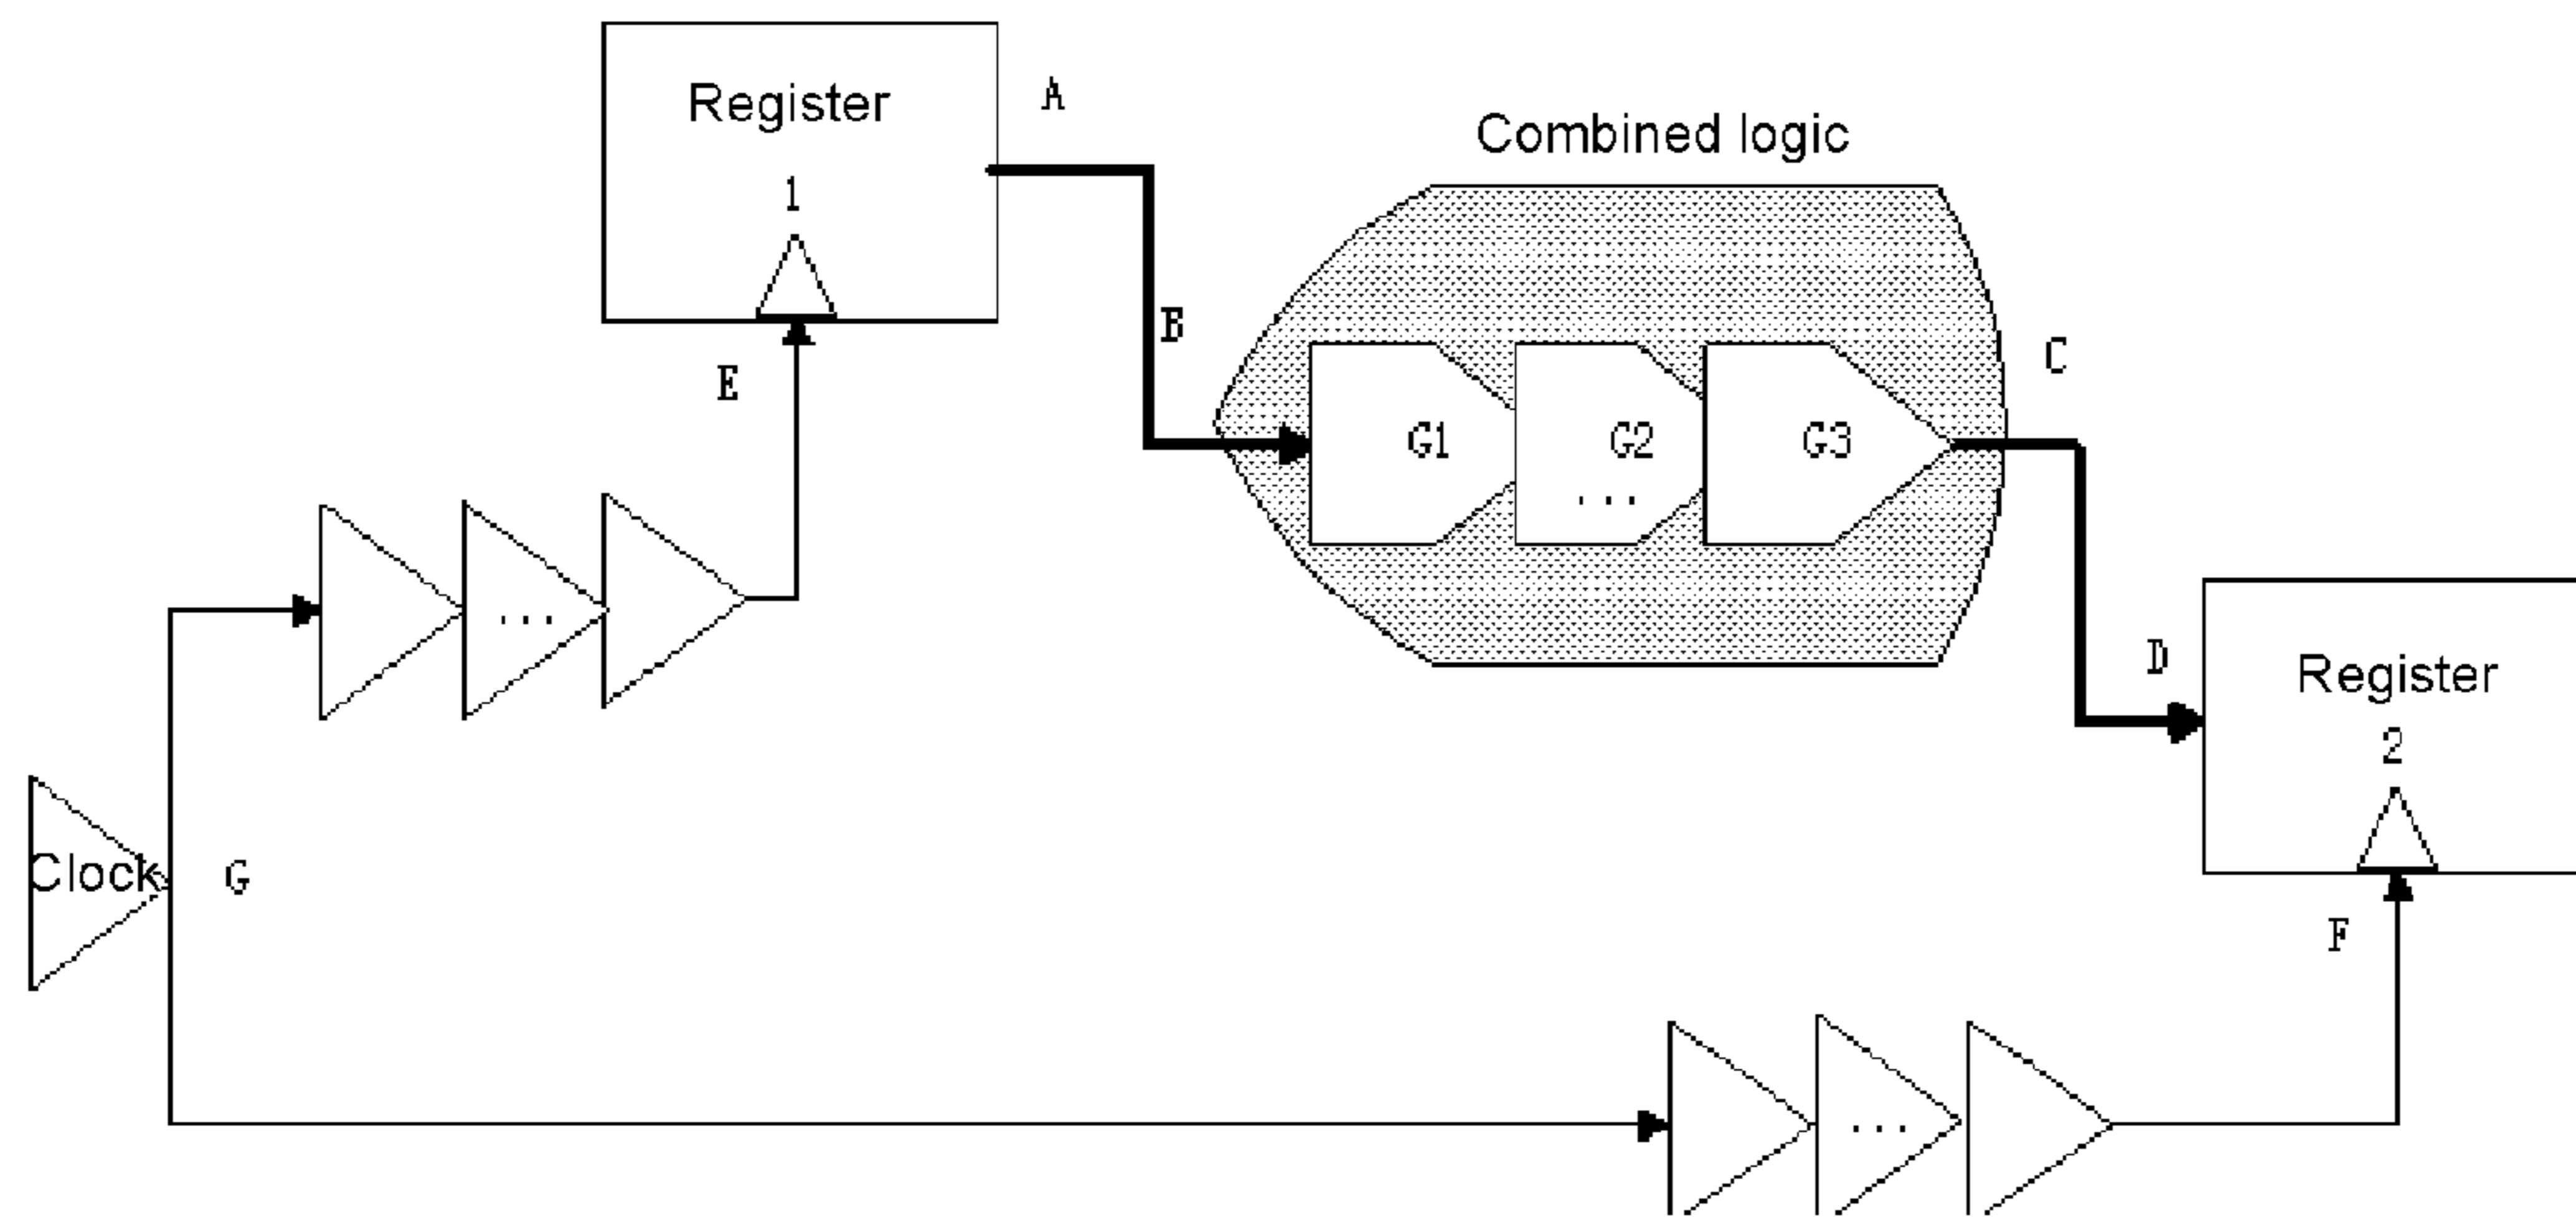 Register
1
A
Combined logic
B
E
C
G1
G2
...
G3
...
D
Register
2
Clock
G
F
...